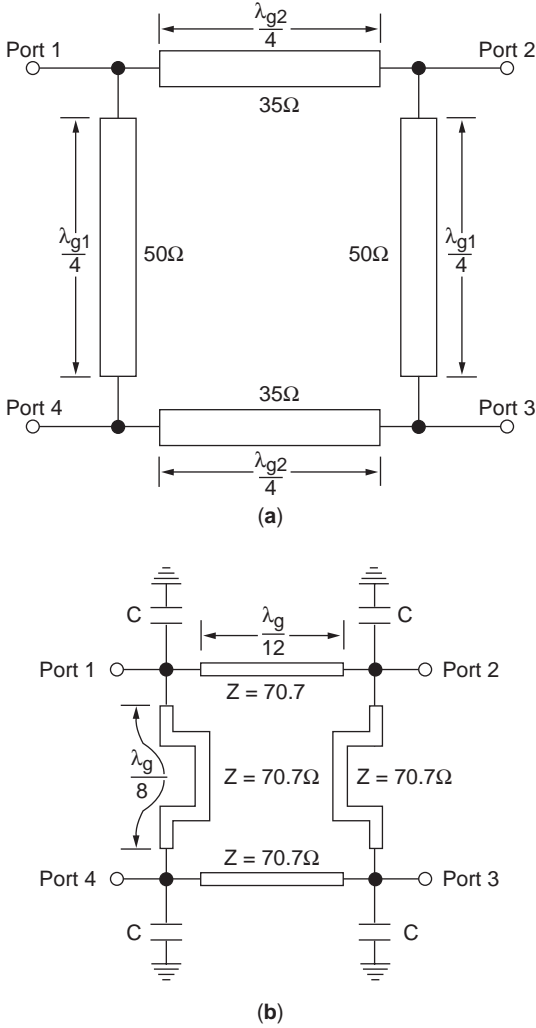 λg2
4
Port 1
Port 2
35Ω
λg1
4
50Ω
50Ω
λg1
4
35Ω
Port 4
Port 3
λg2
4
(a)
C
C
λg
12
Port 1
Port 2
Z = 70.7
λg
8
Z = 70.7Ω
Z = 70.7Ω
Z = 70.7Ω
Port 4
Port 3
C
C
(b)